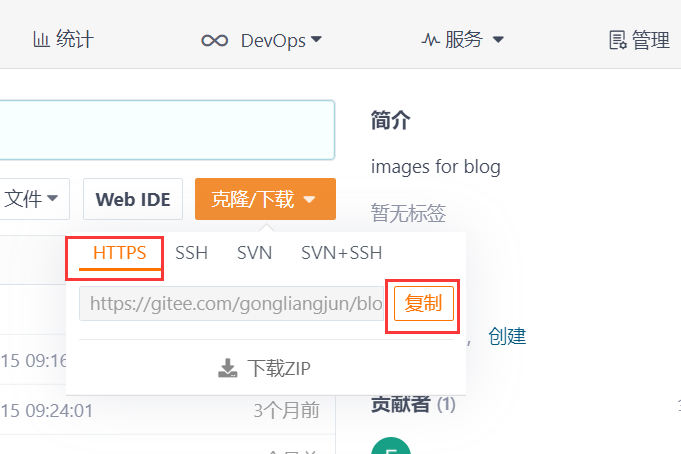 统计 DevOps 服务 管理
简介
images for blog
文件 Web IDE 克隆/下载
暂无标签
HTTPS SSH SVN SVN+SSH
https://gitee.com/gongliangjun/blo 复制
， 创建
下载ZIP
15 09:16
15 09:24:01 3个月前
贡献者 (1)